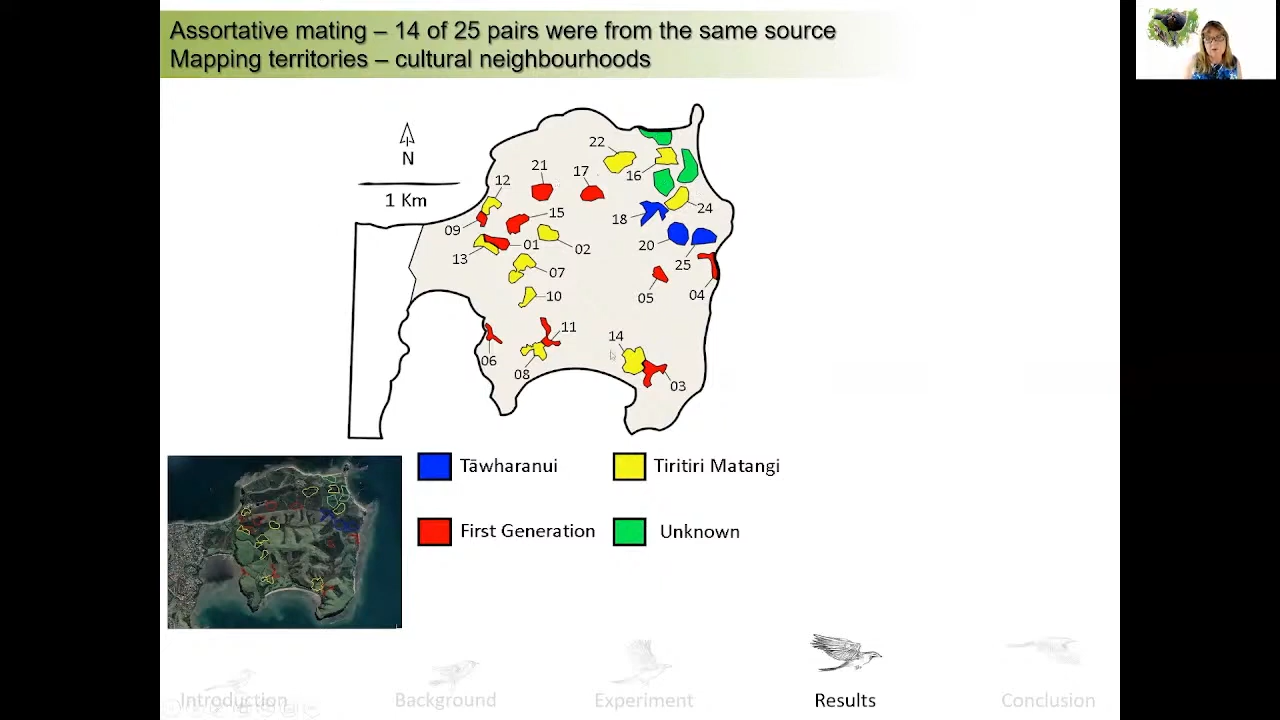 Assortative mating – 14 of 25 pairs were from the same source
Mapping territories – cultural neighbourhoods
N
1 Km
22
21
17
16
12
15
18
24
09
01
02
20
13
25
07
05
04
10
11
14
06
08
03
Tāwharanui
Tiritiri Matangi
First Generation
Unknown
Introduction
Background
Experiment
Results
Conclusion